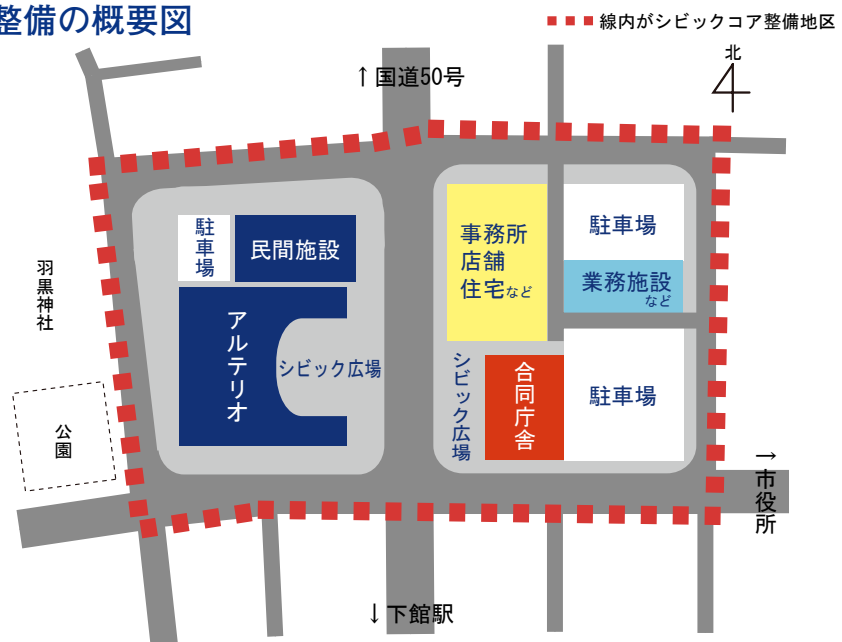 整備の概要図
線内がシビックコア整備地区
北
↑国道50号
駐車場
民間施設
事務所
店舗
住宅など
駐車場
業務施設
など
羽黒神社
アルテリオ
シビック広場
シビック広場
合同庁舎
駐車場
公園
→市役所
↓下館駅